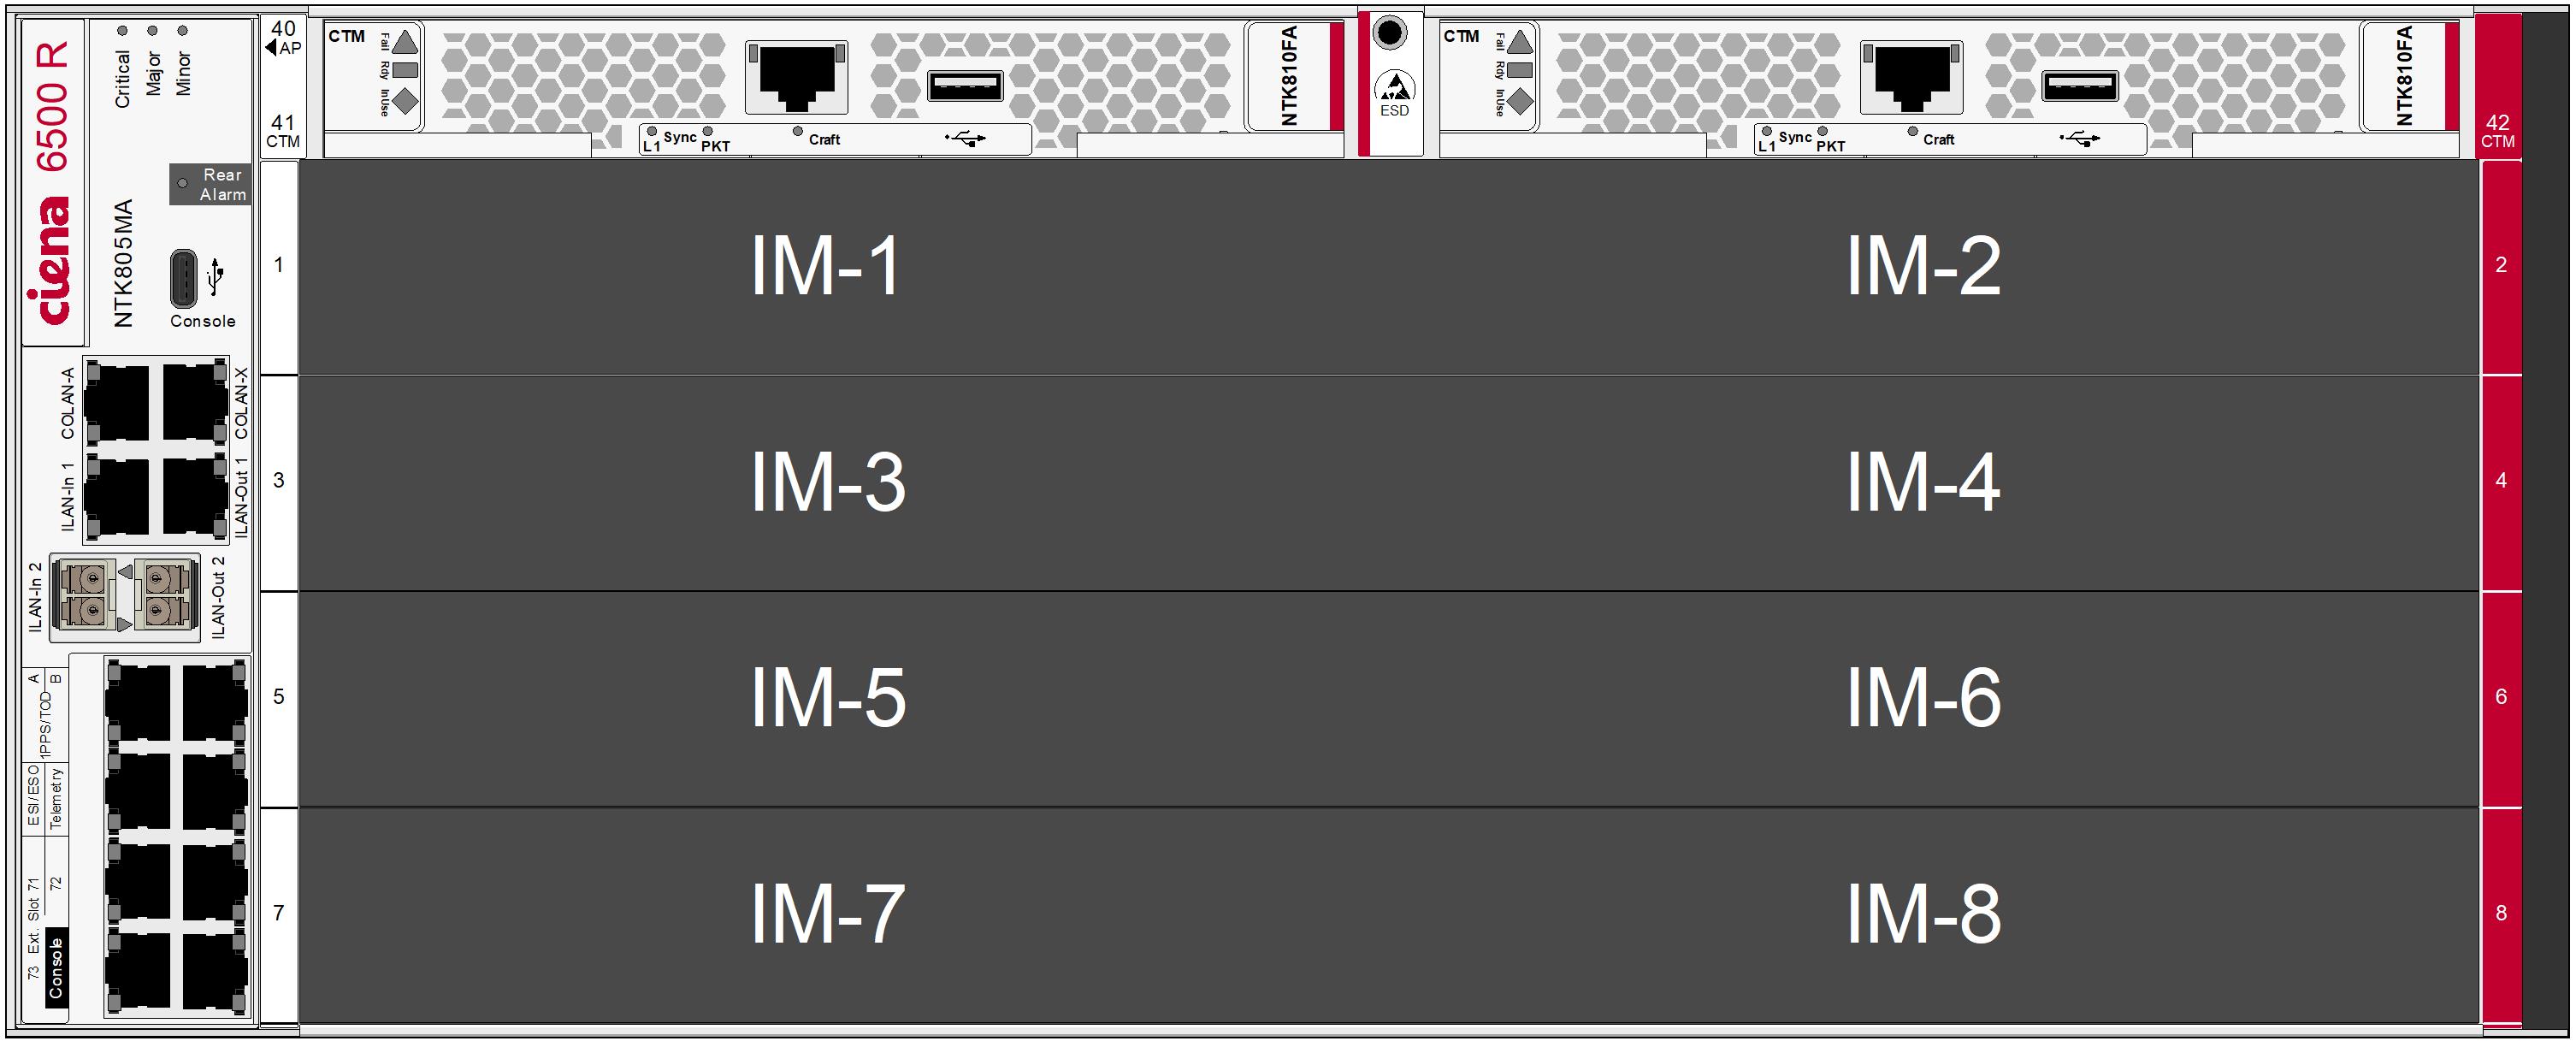 ciena 6500 R
Critical
Major
Minor
NTK805MA
Rear
Alarm
Console
COLAN-A
COLAN-X
ILAN-In 1
ILAN-Out 1
ILAN-In 2
ILAN-Out 2
A
B
1PPS/TOD
ESI/ESO
Telemetry
73 Ext. Slot 71
72
Console
40
AP
41
CTM
CTM
Fail
Rdy
InUse
L1 Sync PKT
Craft
NTK810FA
ESD
CTM
Fail
Rdy
InUse
L1 Sync PKT
Craft
NTK810FA
42
CTM
1 IM-1 IM-2 2
3 IM-3 IM-4 4
5 IM-5 IM-6 6
7 IM-7 IM-8 8